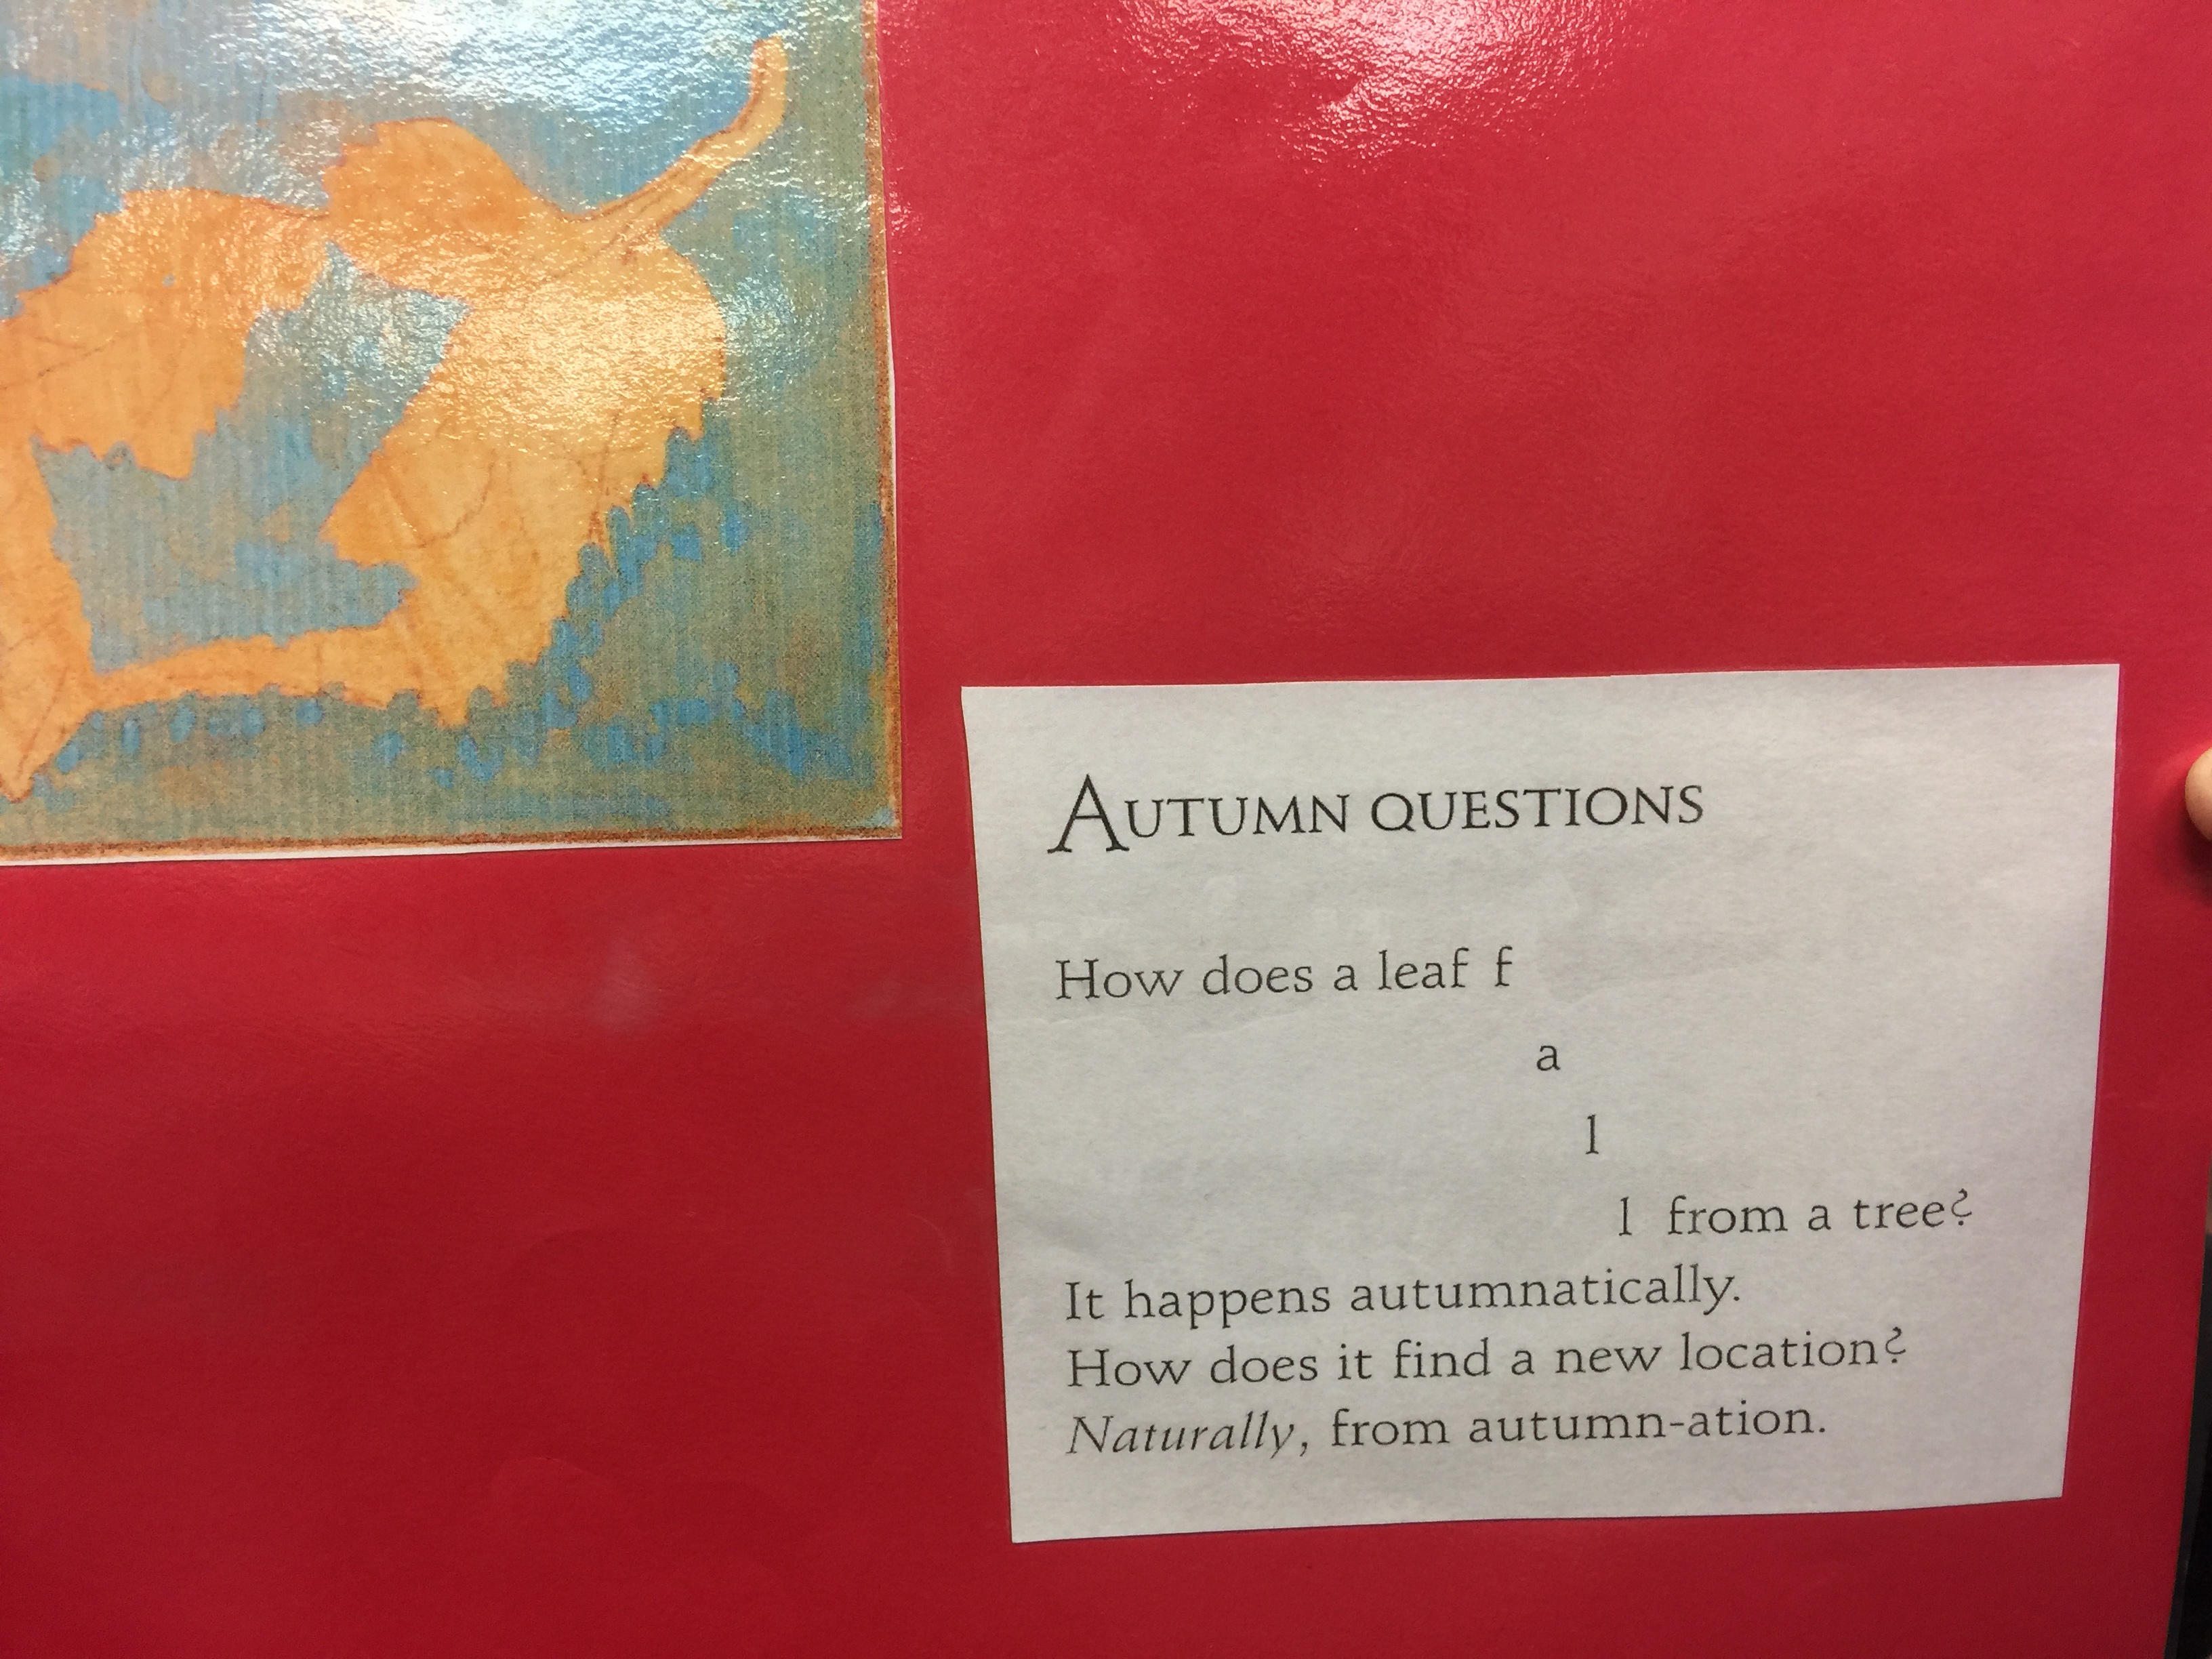 AUTUMN QUESTIONS
How does a leaf f
a
l
l from a tree?
It happens autumnatically.
How does it find a new location?
Naturally, from autumn-ation.